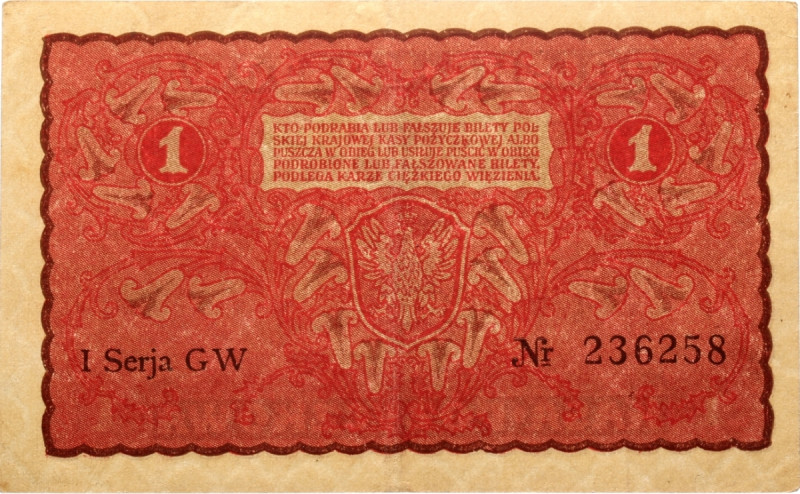 KTO PODRABIA LUB FAŁSZUJE BILETY POL-
SKIEJ KRAJOWEJ KASY POŻYCZKOWEJ ALBO
PUSZCZA W OBIEG LUB USIŁUJE PUŚCIĆ W OBIEG
PODROBIONE LUB FAŁSZOWANE BILETY,
PODLEGA KARZE CIĘŻKIEGO WIĘZIENIA.
1 1
I Serja GW Nr 236258